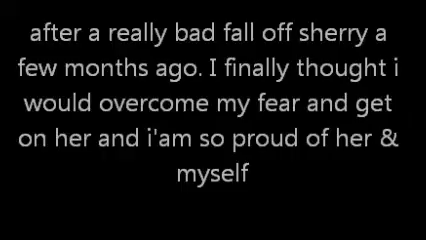 after a really bad fall off sherry a
few months ago. I finally thought i
would overcome my fear and get
on her and i'am so proud of her &
myself